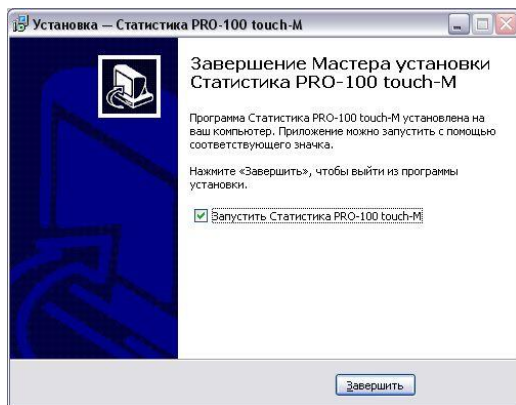 Установка — Статистика PRO-100 touch-M
Завершение Мастера установки
Статистика PRO-100 touch-M
Программа Статистика PRO-100 touch-M установлена на
ваш компьютер. Приложение можно запустить с помощью
соответствующего значка.
Нажмите «Завершить», чтобы выйти из программы
установки.
Запустить Статистика PRO-100 touch-M
Завершить